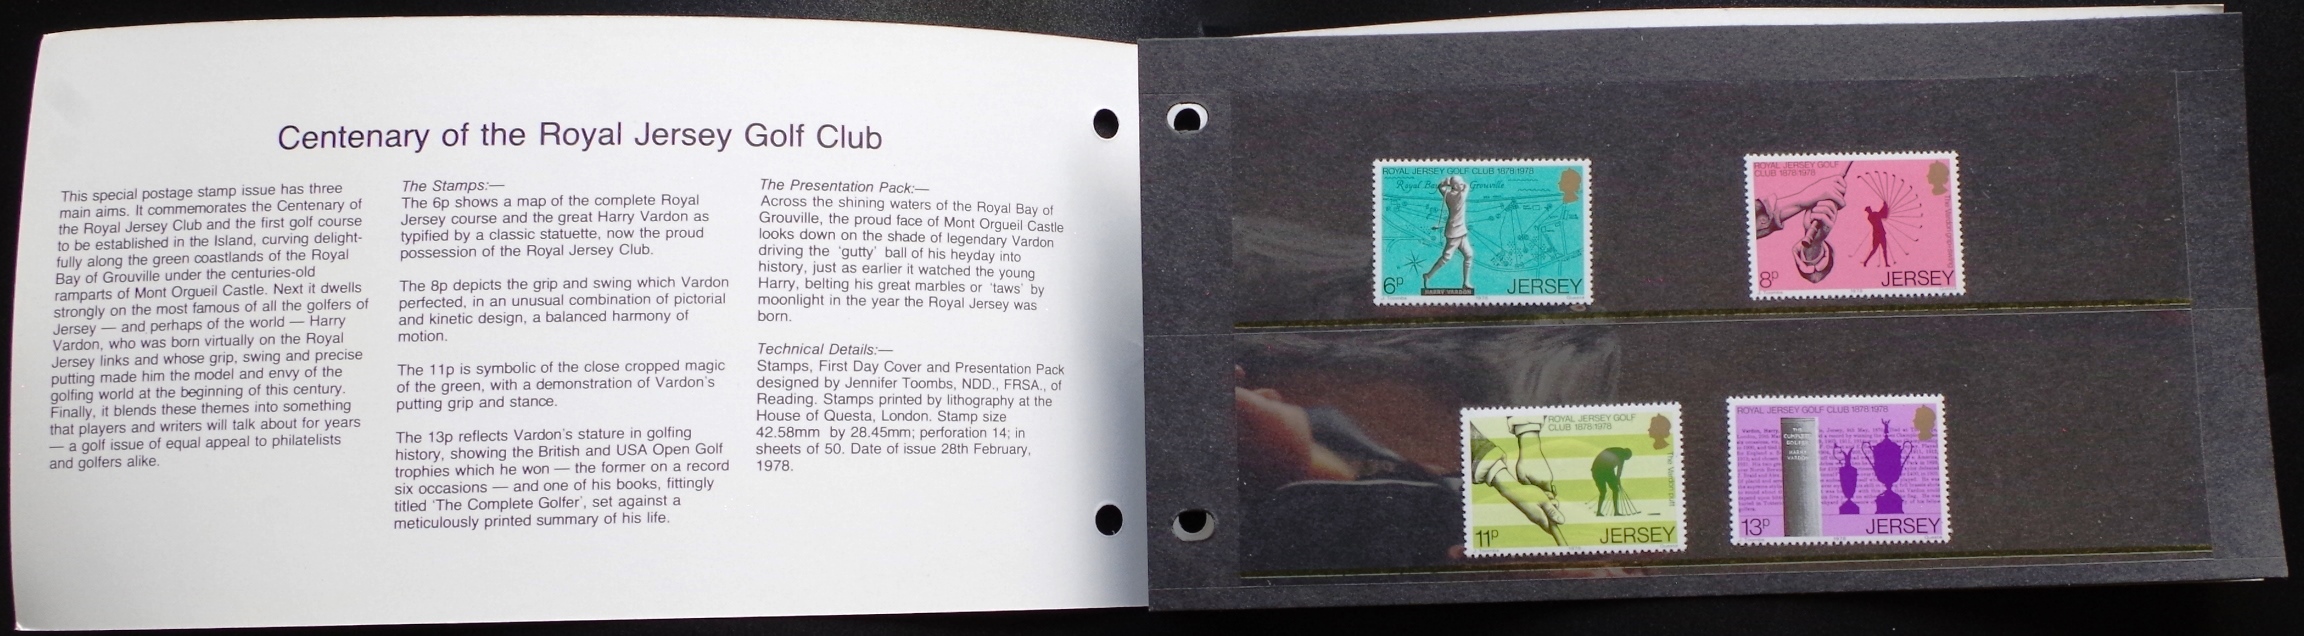 Centenary of the Royal Jersey Golf Club
This special postage stamp issue has three
main aims. It commemorates the Centenary of
the Royal Jersey Club and the first golf course
to be established in the Island, curving delight-
fully along the green coastlands of the Royal
Bay of Grouville under the centuries-old
ramparts of Mont Orgueil Castle. Next it dwells
strongly on the most famous of all the golfers of
Jersey — and perhaps of the world — Harry
Vardon, who was born virtually on the Royal
Jersey links and whose grip, swing and precise
putting made him the model and envy of the
golfing world at the beginning of this century.
Finally, it blends these themes into something
that players and writers will talk about for years
— a golf issue of equal appeal to philatelists
and golfers alike.
The Stamps:—
The 6p shows a map of the complete Royal
Jersey course and the great Harry Vardon as
typified by a classic statuette, now the proud
possession of the Royal Jersey Club.
The 8p depicts the grip and swing which Vardon
perfected, in an unusual combination of pictorial
and kinetic design, a balanced harmony of
motion.
The 11p is symbolic of the close cropped magic
of the green, with a demonstration of Vardon's
putting grip and stance.
The 13p reflects Vardon's stature in golfing
history, showing the British and USA Open Golf
trophies which he won — the former on a record
six occasions — and one of his books, fittingly
titled 'The Complete Golfer', set against a
meticulously printed summary of his life.
The Presentation Pack:—
Across the shining waters of the Royal Bay of
Grouville, the proud face of Mont Orgueil Castle
looks down on the shade of legendary Vardon
driving the 'gutty' ball of his heyday into
history, just as earlier it watched the young
Harry, belting his great marbles or 'taws' by
moonlight in the year the Royal Jersey was
born.
Technical Details:—
Stamps, First Day Cover and Presentation Pack
designed by Jennifer Toombs, NDD., FRSA., of
Reading. Stamps printed by lithography at the
House of Questa, London. Stamp size
42.58mm by 28.45mm; perforation 14; in
sheets of 50. Date of issue 28th February,
1978.
ROYAL JERSEY GOLF CLUB 1878:1978
Royal Bay Grouville
HARRY VARDON
6p JERSEY
ROYAL JERSEY GOLF
CLUB 1878:1978
8p JERSEY
ROYAL JERSEY GOLF
CLUB 1878:1978
The Vardon putt
11p JERSEY
ROYAL JERSEY GOLF CLUB 1878:1978
THE
COMPLETE
GOLFER
HARRY
VARDON
13p JERSEY